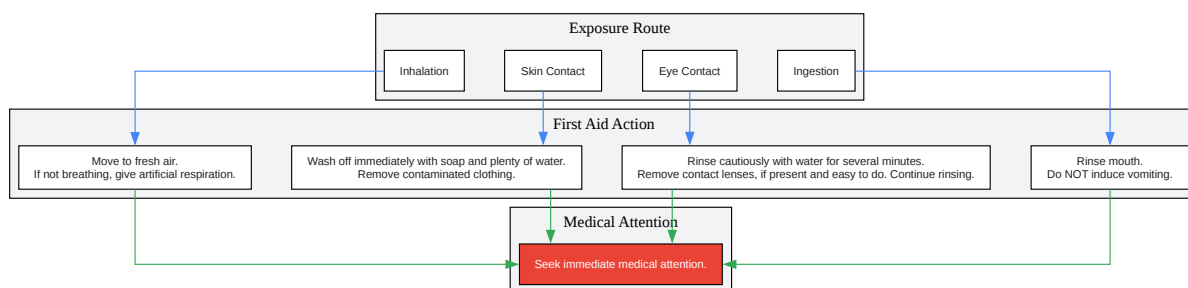 Exposure Route
Inhalation
Skin Contact
Eye Contact
Ingestion
First Aid Action
Move to fresh air.
If not breathing, give artificial respiration.
Wash off immediately with soap and plenty of water.
Remove contaminated clothing.
Rinse cautiously with water for several minutes.
Remove contact lenses, if present and easy to do. Continue rinsing.
Rinse mouth.
Do NOT induce vomiting.
Medical Attention
Seek immediate medical attention.